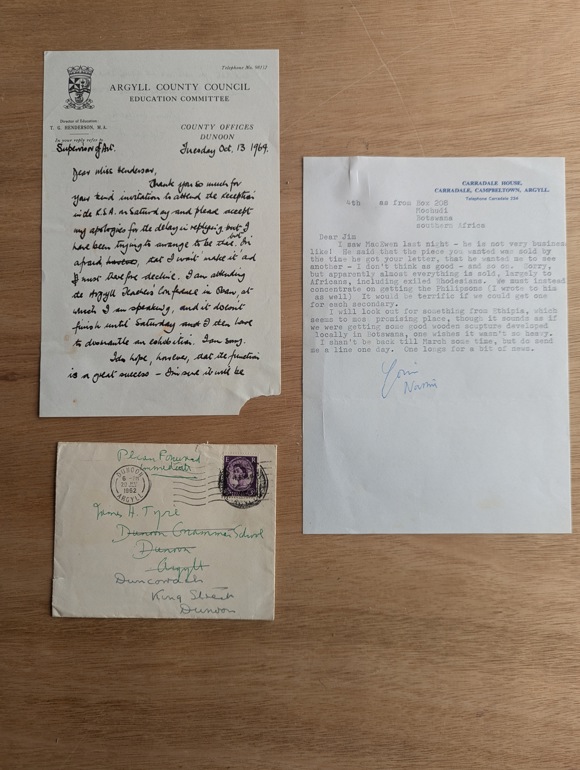 Telephone No. 
ARGYLL COUNTY COUNCIL
EDUCATION COMMITTEE
Director of Education
T. G. HENDERSON, M.A.
In your reply refer to
Supervisor of Art.
COUNTY OFFICES
DUNOON
Tuesday Oct. 13 1969.
Dear Miss Henderson,
Thank you so much for
your kind invitation to attend the reception
in the on Saturday and please accept
my apologies for the delay in replying but I
have been trying to arrange to be there but I'm
afraid, that I won't make it and
I must therefore decline. I am attending
the Argyll Teachers Conference in Oban, at
which I am speaking, and it doesn't
finish until Saturday and I then have
to dismantle an exhibition. I am sorry.
I do hope, however, that the function
is a great success - I'm sure it will be
CARRADALE HOUSE,
CARRADALE, CAMPBELTOWN, ARGYLL.
Telephone Carradale 234
4th as from Box 208
Mochudi
Botswana
southern Africa
Dear Jim
I saw MacEwen last night - he is not very business
like! He said that the piece you wanted was sold by
the time he got your latter, that he wanted me to see
another - I don't think as good - and so on. Sorry,
but apparently almost everything is sold, largely to
Africans, including exiled Rhodesians. We must instead
concentrate on getting the Phillpsons (I wrote to him
as well) It would be terrific if we could get one
for each secondary.
I will look out for something from Ethipia, which
seems to mos promising place, though it sounds as if
we were getting some good wooden scupture developed
locally in Botswana, one wishes it wasn't so heavy.
I shan't be back till March some time, but do send
me a line one day. One longs for a bit of news.
Naomi
Please Forward
Immediate
DUNOON
6 - PM
1962
ARGYLL
James H. Tyre
Dunoon Grammar School
Dunoon
Argyll
King Street
Dunoon